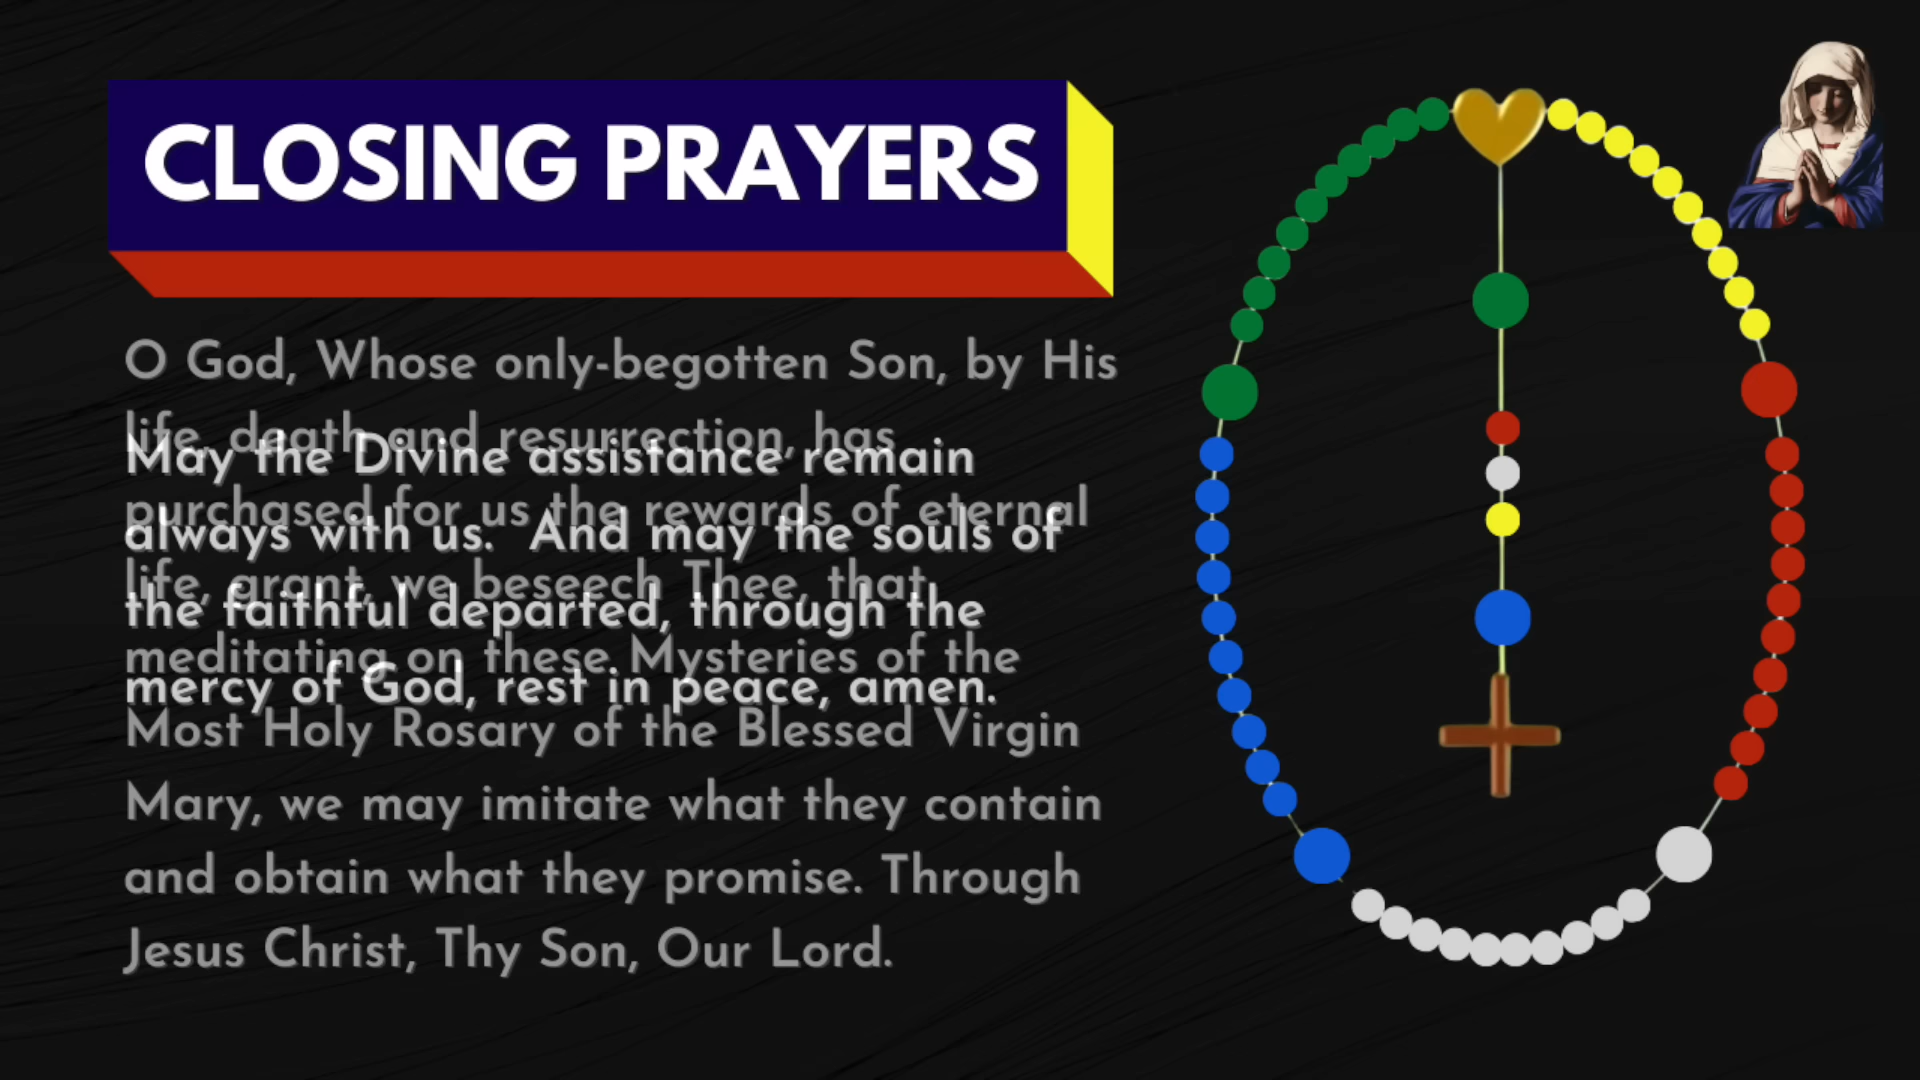 CLOSING PRAYERS
O God, Whose only-begotten Son, by His
life, death and resurrection, has
purchased for us the rewards of eternal
life, grant, we beseech Thee, that
meditating on these Mysteries of the
Most Holy Rosary of the Blessed Virgin
Mary, we may imitate what they contain
and obtain what they promise. Through
Jesus Christ, Thy Son, Our Lord.
May the Divine assistance remain
always with us. And may the souls of
the faithful departed, through the
mercy of God, rest in peace, amen.